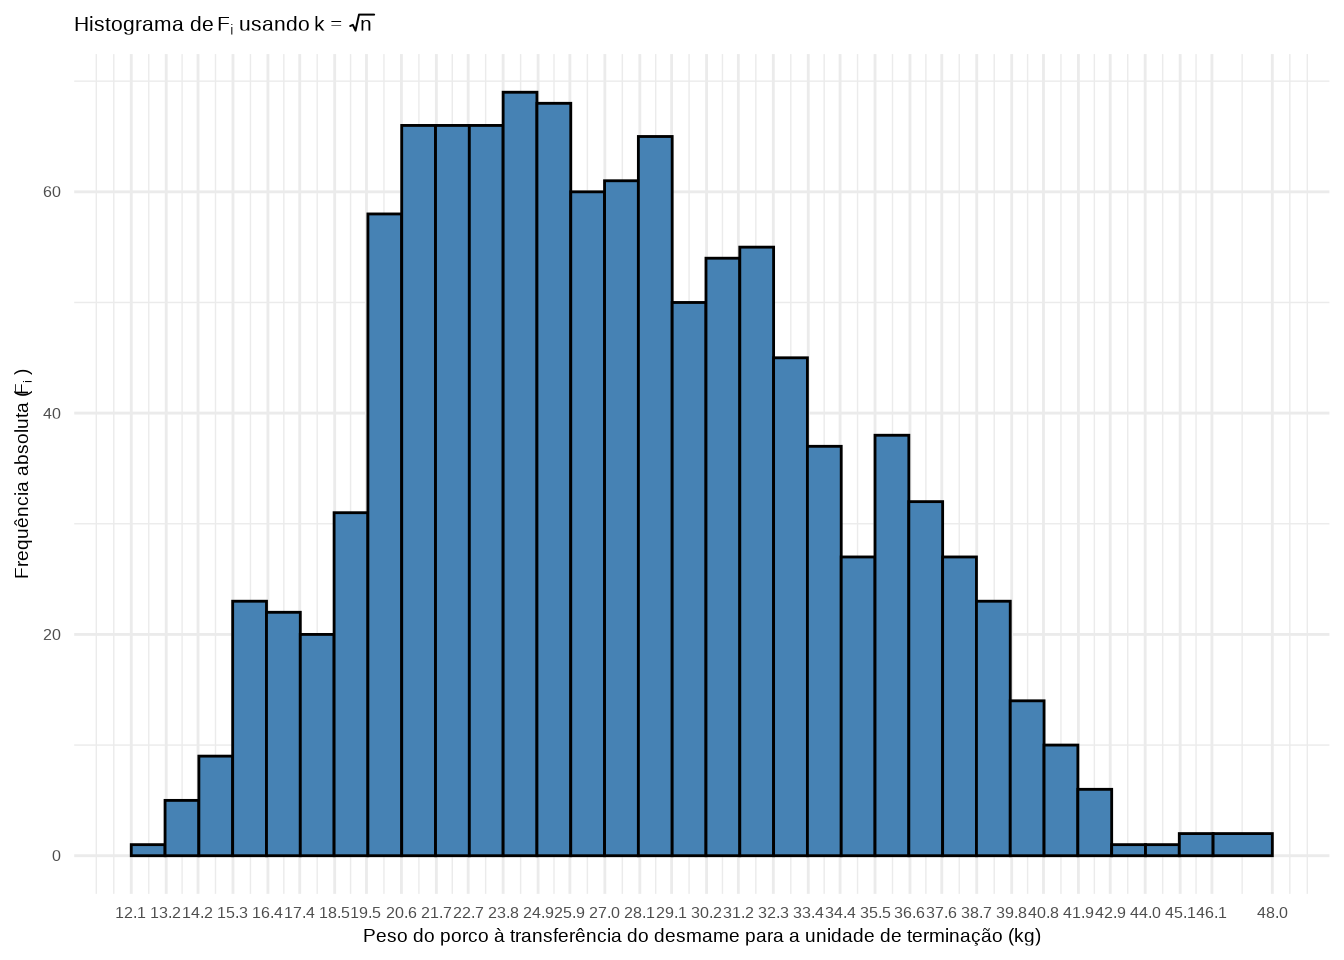 Histograma de Fᵢ usando k = √n
Frequência absoluta (Fᵢ)
60
40
20
0
12.1 13.2 14.2 15.3 16.4 17.4 18.5 19.5 20.6 21.7 22.7 23.8 24.9 25.9 27.0 28.1 29.1 30.2 31.2 32.3 33.4 34.4 35.5 36.6 37.6 38.7 39.8 40.8 41.9 42.9 44.0 45.1 46.1 48.0
Peso do porco à transferência do desmame para a unidade de terminação (kg)